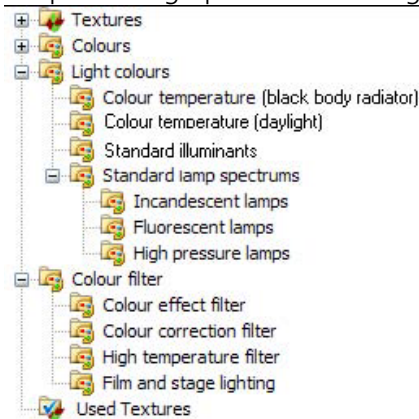 Textures
Colours
Light colours
Colour temperature (black body radiator)
Colour temperature (daylight)
Standard illuminants
Standard lamp spectrums
Incandescent lamps
Fluorescent lamps
High pressure lamps
Colour filter
Colour effect filter
Colour correction filter
High temperature filter
Film and stage lighting
Used Textures